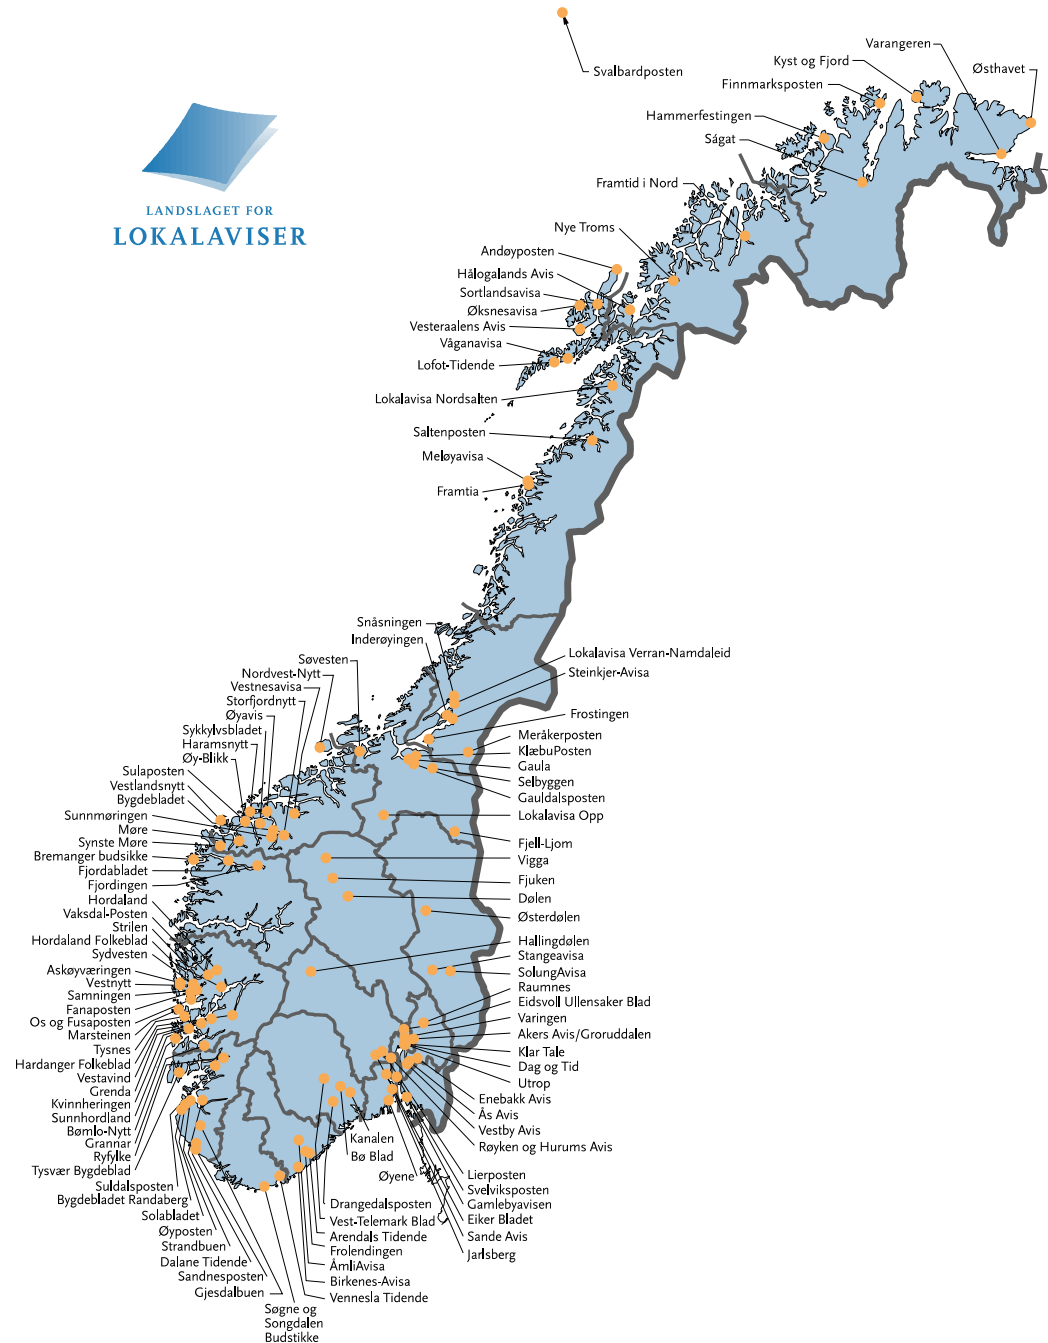 Svalbardposten
Varangeren
Kyst og Fjord
Østhavet
Finnmarksposten
Hammerfestingen
Ságat
LANDSLAGET FOR
LOKALAVISER
Framtid i Nord
Nye Troms
Andøyposten
Hålogalands Avis
Sortlandsavisa
Øksnesavisa
Vesteraalens Avis
Våganavisa
Lofot-Tidende
Lokalavisa Nordsalten
Saltenposten
Meløyavisa
Framtia
Snåsningen
Inderøyingen
Søvesten
Nordvest-Nytt
Vestnesavisa
Storfjordnytt
Øyavis
Sykkylvsbladet
Haramsnytt
Øy-Blikk
Sulaposten
Vestlandsnytt
Bygdebladet
Sunnmøringen
Møre
Synste Møre
Bremanger budsikke
Fjordabladet
Fjordingen
Hordaland
Vaksdal-Posten
Strilen
Hordaland Folkeblad
Sydvesten
Askøyværingen
Vestnytt
Samningen
Fanaposten
Os og Fusaposten
Marsteinen
Tysnes
Hardanger Folkeblad
Vestavind
Grenda
Kvinnheringen
Sunnhordland
Bømlo-Nytt
Grannar
Ryfylke
Tysvær Bygdeblad
Suldalsposten
Bygdebladet Randaberg
Solabladet
Øyposten
Strandbuen
Dalane Tidende
Sandnesposten
Gjesdalbuen
Søgne og
Songdalen
Budstikke
Lokalavisa Verran-Namdaleid
Steinkjer-Avisa
Frostingen
Meråkerposten
KlæbuPosten
Gaula
Selbyggen
Gauldalsposten
Lokalavisa Opp
Fjell-Ljom
Vigga
Fjuken
Dølen
Østerdølen
Hallingdølen
Stangeavisa
SolungAvisa
Raumnes
Eidsvoll Ullensaker Blad
Varingen
Akers Avis/Groruddalen
Klar Tale
Dag og Tid
Utrop
Enebakk Avis
Ås Avis
Vestby Avis
Røyken og Hurums Avis
Kanalen
Bø Blad
Øyene
Lierposten
Svelviksposten
Gamlebyavisen
Eiker Bladet
Sande Avis
Jarlsberg
Drangedalsposten
Vest-Telemark Blad
Arendals Tidende
Frolendingen
ÅmliAvisa
Birkenes-Avisa
Vennesla Tidende